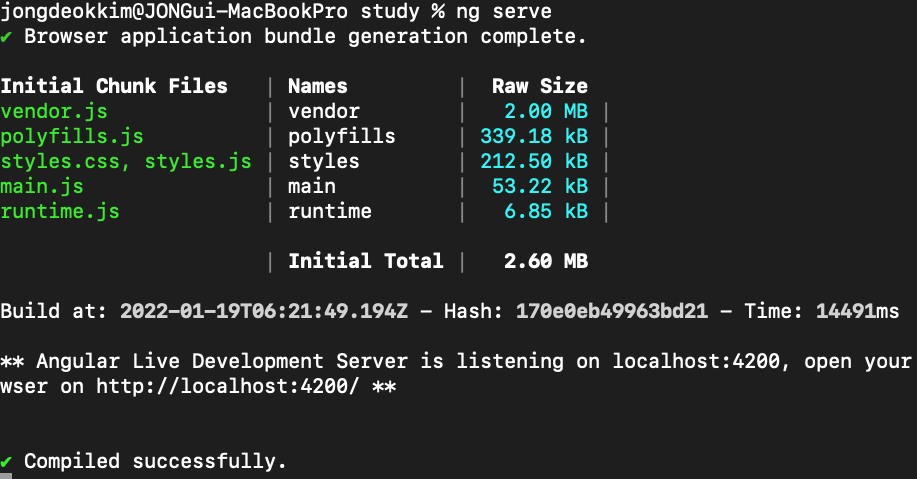 jongdeokkim@JONGui-MacBookPro study % ng serve
✔ Browser application bundle generation complete.
Initial Chunk Files | Names | Raw Size
vendor.js | vendor | 2.00 MB |
polyfills.js | polyfills | 339.18 kB |
styles.css, styles.js | styles | 212.50 kB |
main.js | main | 53.22 kB |
runtime.js | runtime | 6.85 kB |
| Initial Total | 2.60 MB
Build at: 2022-01-19T06:21:49.194Z - Hash: 170e0eb49963bd21 - Time: 14491ms
** Angular Live Development Server is listening on localhost:4200, open your
wser on http://localhost:4200/ **
✔ Compiled successfully.